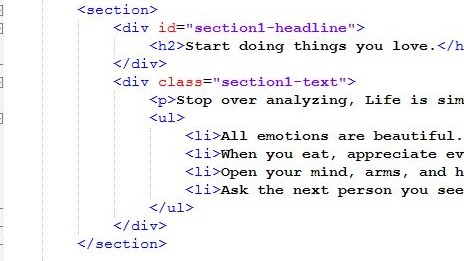 <section>
<div id="section1-headline">
<h2>Start doing things you love.</h
</div>
<div class="section1-text">
<p>Stop over analyzing, Life is sim
<ul>
<li>All emotions are beautiful.
<li>When you eat, appreciate ev
<li>Open your mind, arms, and h
<li>Ask the next person you see
</ul>
</div>
</section>